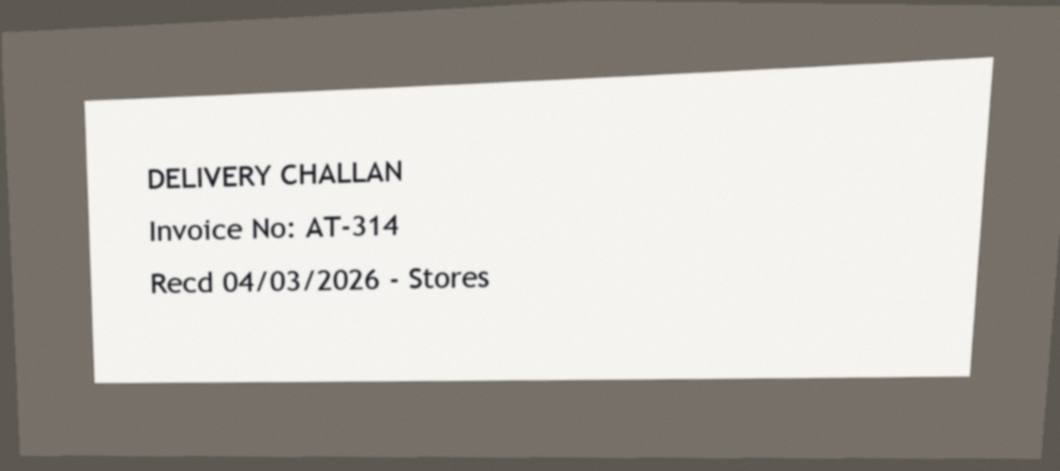 DELIVERY CHALLAN
Invoice No: AT-314
Recd 04/03/2026 - Stores